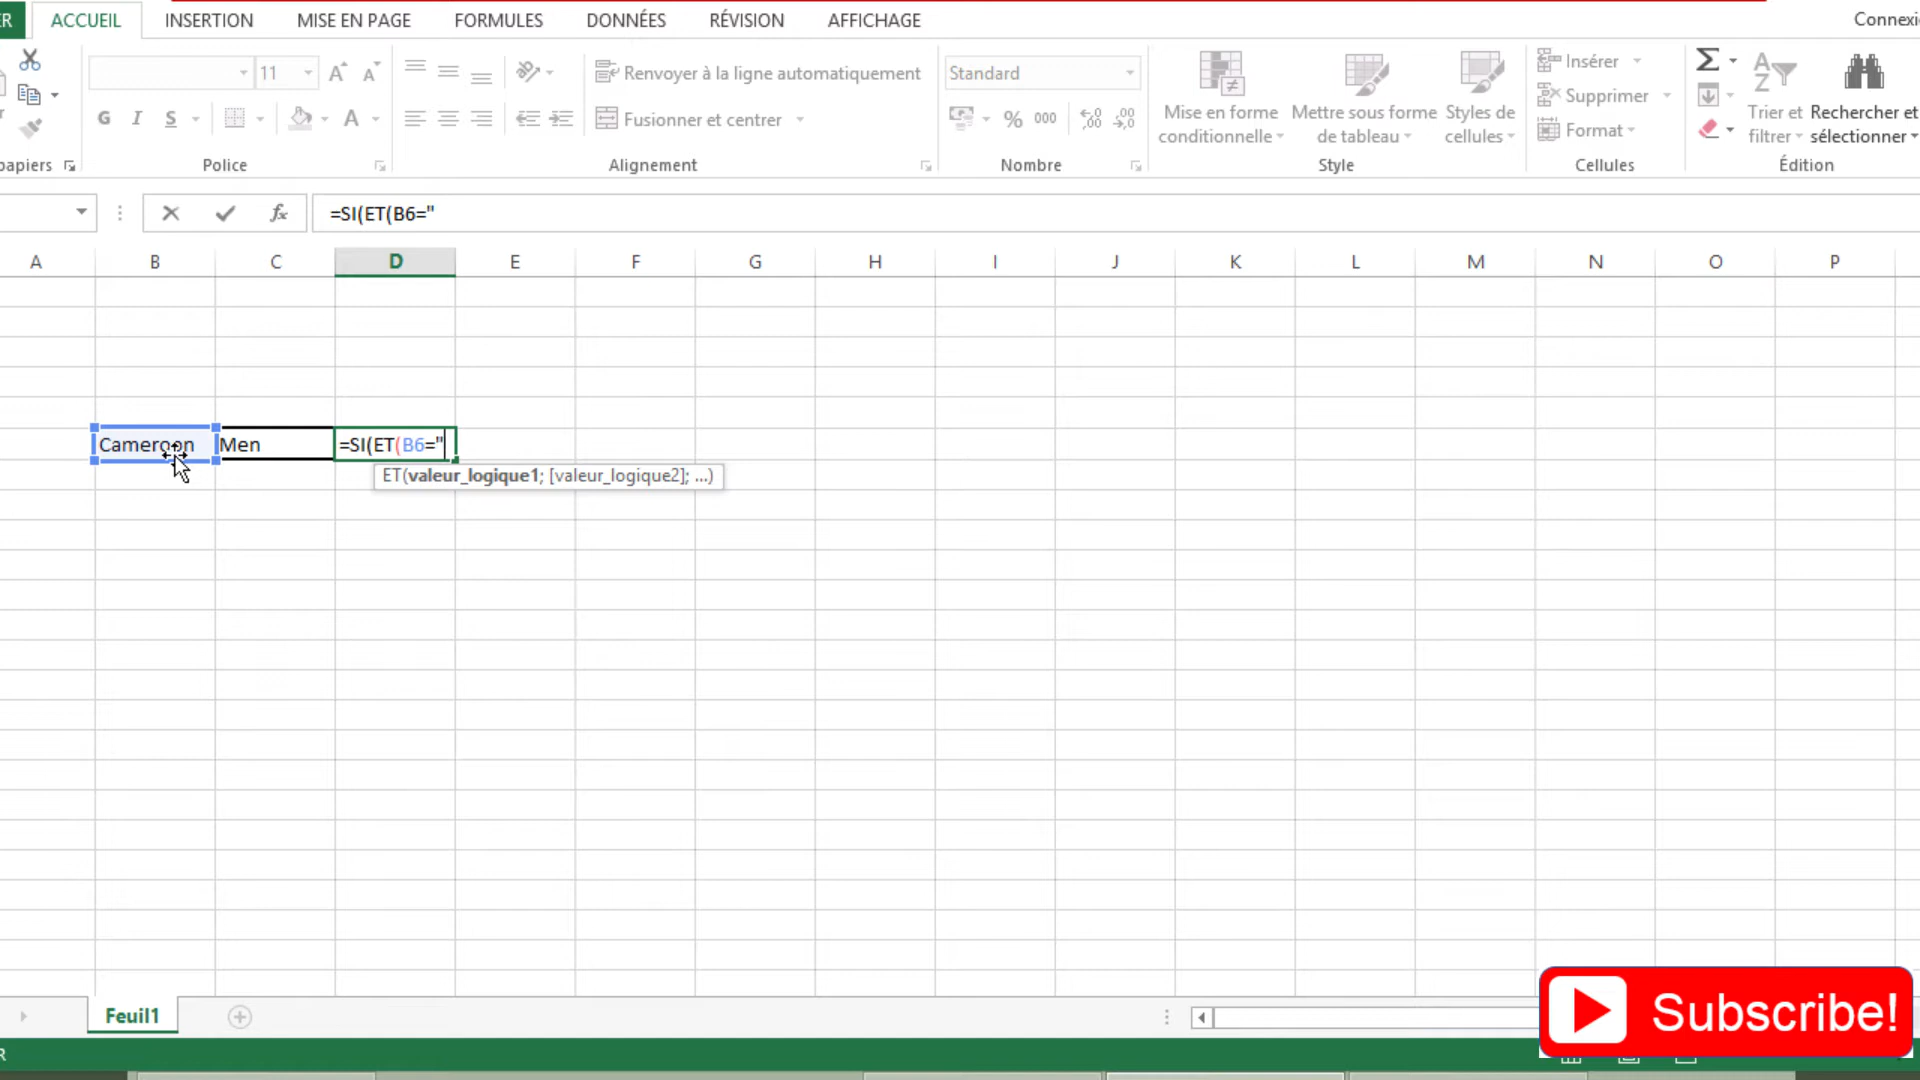 ER ACCUEIL INSERTION MISE EN PAGE FORMULES DONNÉES RÉVISION AFFICHAGE Connexi
11 A A Renvoyer à la ligne automatiquement Standard Insérer Σ
Supprimer
G I S A Fusionner et centrer % 000 Mise en forme conditionnelle Mettre sous forme de tableau Styles de cellules Format Trier et filtrer Rechercher et sélectionner
papiers Police Alignement Nombre Style Cellules Édition
fx =SI(ET(B6="
A B C D E F G H I J K L M N O P
Cameroon Men =SI(ET(B6="
ET(valeur_logique1; [valeur_logique2]; ...)
Feuil1
Subscribe!
R